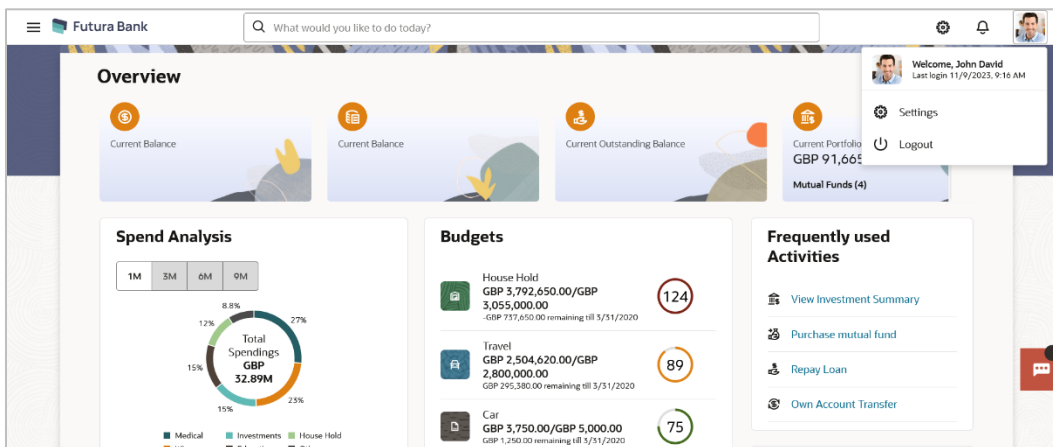 Futura Bank
What would you like to do today?
Welcome, John David
Last login 11/9/2023, 9:16 AM
Settings
Logout
Overview
Current Balance
Current Balance
Current Outstanding Balance
Current Portfolio
GBP 91,665
Mutual Funds (4)
Spend Analysis
1M 3M 6M 9M
8.8%
27%
12%
15%
15%
23%
Total
Spendings
GBP
32.89M
Medical Investments House Hold
Budgets
House Hold
GBP 3,792,650.00/GBP
3,055,000.00
-GBP 737,650.00 remaining till 3/31/2020
124
Travel
GBP 2,504,620.00/GBP
2,800,000.00
GBP 295,380.00 remaining till 3/31/2020
89
Car
GBP 3,750.00/GBP 5,000.00
GBP 1,250.00 remaining till 3/31/2020
75
Frequently used
Activities
View Investment Summary
Purchase mutual fund
Repay Loan
Own Account Transfer